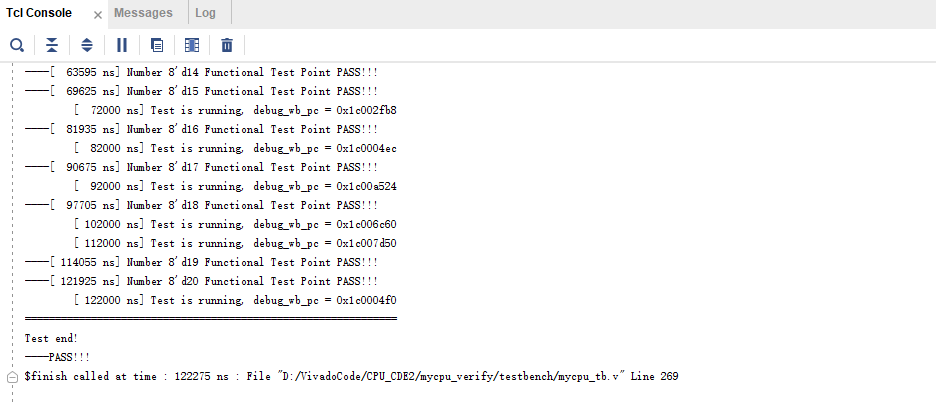 Tcl Console × Messages Log
────[  63595 ns] Number 8'd14 Functional Test Point PASS!!!
────[  69625 ns] Number 8'd15 Functional Test Point PASS!!!
[  72000 ns] Test is running, debug_wb_pc = 0x1c002fb8
────[  81935 ns] Number 8'd16 Functional Test Point PASS!!!
[  82000 ns] Test is running, debug_wb_pc = 0x1c0004ec
────[  90675 ns] Number 8'd17 Functional Test Point PASS!!!
[  92000 ns] Test is running, debug_wb_pc = 0x1c00a524
────[  97705 ns] Number 8'd18 Functional Test Point PASS!!!
[ 102000 ns] Test is running, debug_wb_pc = 0x1c006c60
[ 112000 ns] Test is running, debug_wb_pc = 0x1c007d50
────[ 114055 ns] Number 8'd19 Functional Test Point PASS!!!
────[ 121925 ns] Number 8'd20 Functional Test Point PASS!!!
[ 122000 ns] Test is running, debug_wb_pc = 0x1c0004f0
==============================================================
Test end!
────PASS!!!
$finish called at time : 122275 ns : File "D:/VivadoCode/CPU_CDE2/mycpu_verify/testbench/mycpu_tb.v" Line 269